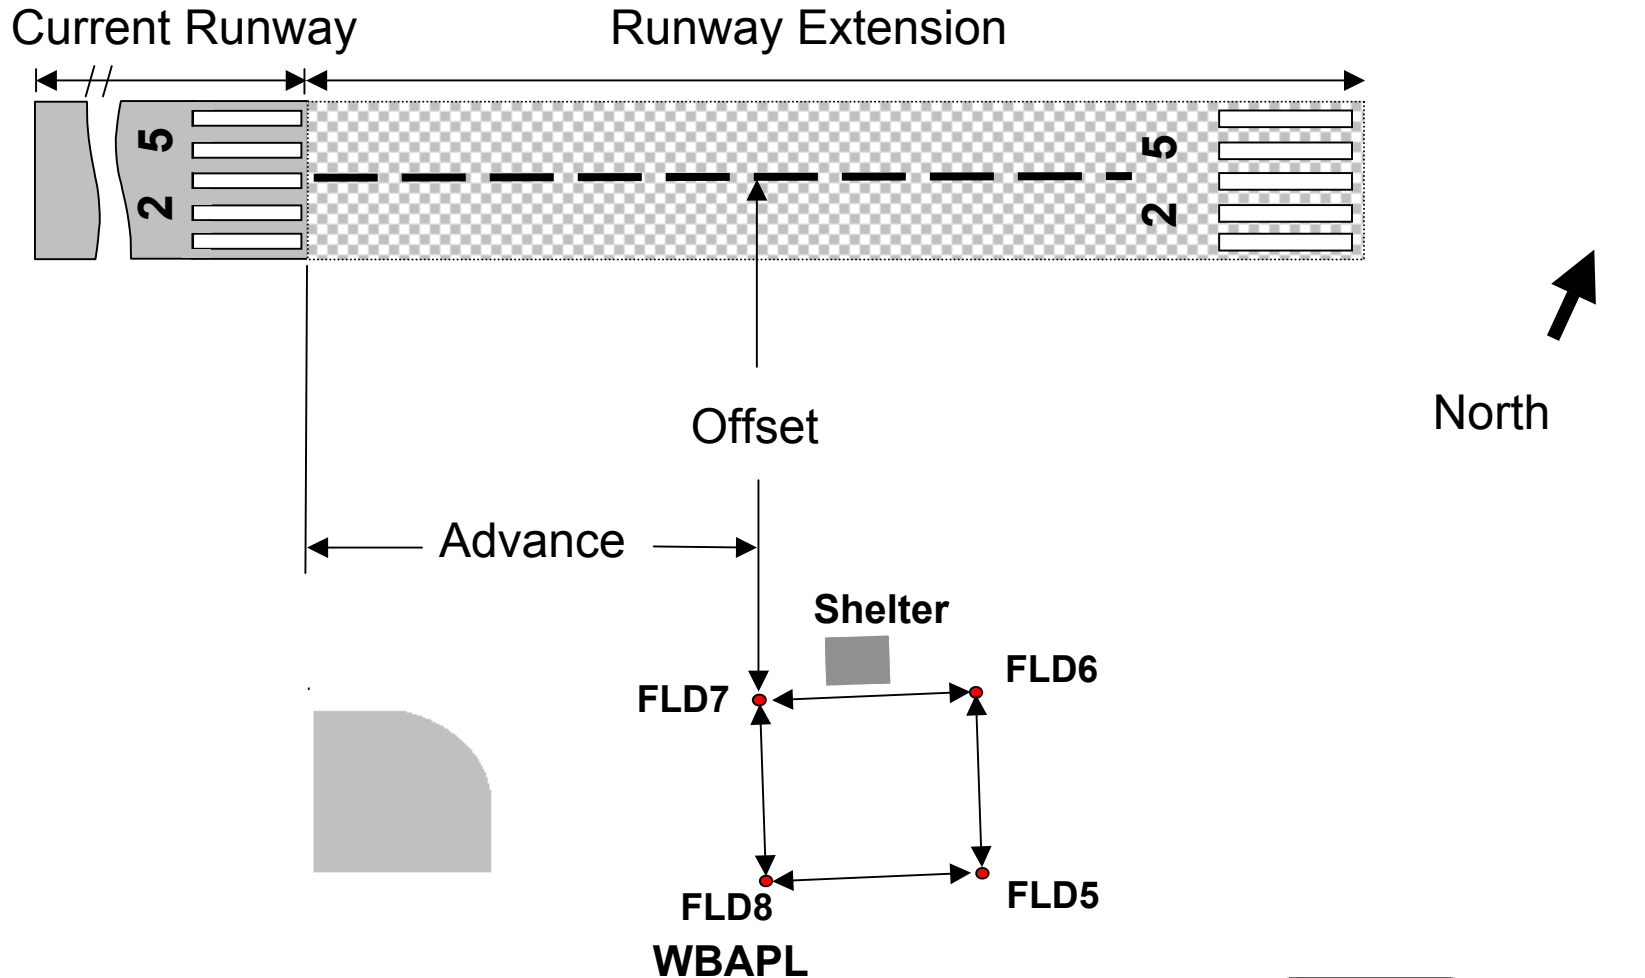 Current Runway
Runway Extension
5
2
5
2
North
Offset
Advance
Shelter
FLD6
FLD7
FLD5
FLD8
WBAPL